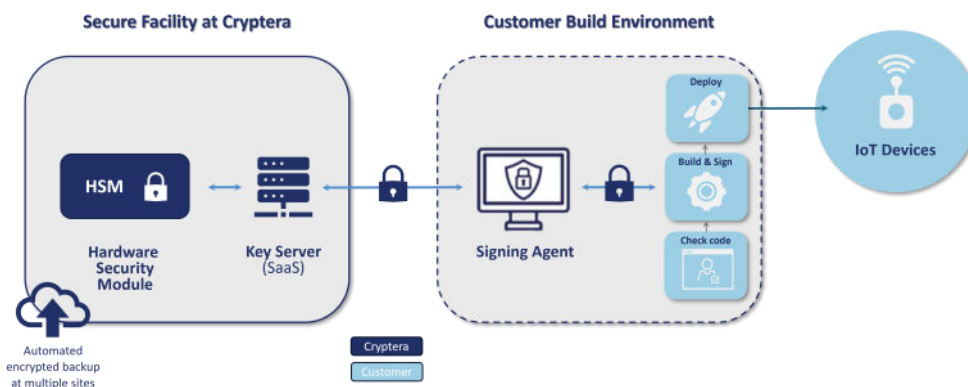 Secure Facility at Cryptera
Customer Build Environment
HSM
Hardware
Security
Module
Key Server
(SaaS)
Signing Agent
Deploy
Build & Sign
Check code
IoT Devices
Automated
encrypted backup
at multiple sites
Cryptera
Customer